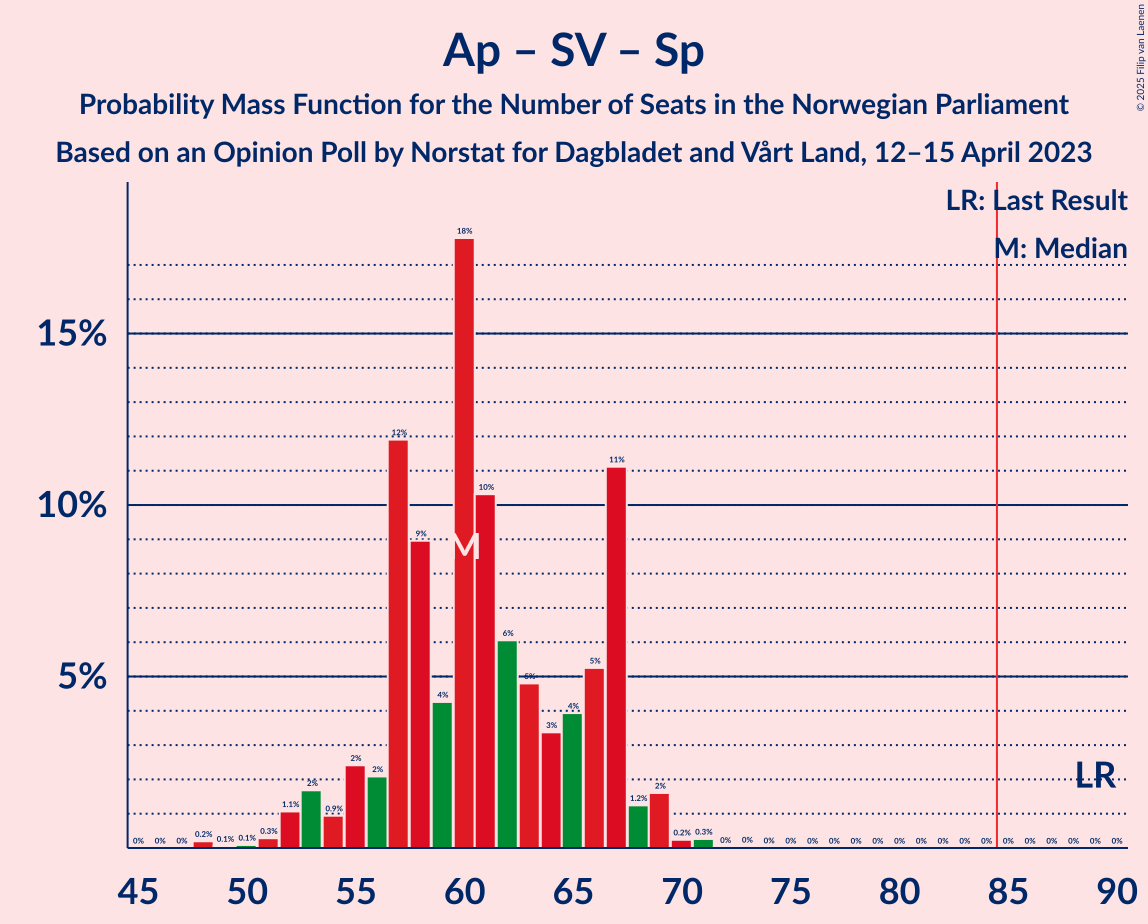 Ap – SV – Sp
Probability Mass Function for the Number of Seats in the Norwegian Parliament
Based on an Opinion Poll by Norstat for Dagbladet and Vårt Land, 12–15 April 2023
© 2025 Filip van Laenen
LR: Last Result
M: Median
15%
10%
5%
0% 0% 0% 0.2% 0.1% 0.1% 0.3% 1.1% 2% 0.9% 2% 2% 12% 9% 4% 18% 10% 6% 5% 3% 4% 5% 11% 1.2% 2% 0.2% 0.3% 0% 0% 0% 0% 0% 0% 0% 0% 0% 0% 0% 0% 0% 0% 0% 0% 0% 0% 0%
M
LR
45 50 55 60 65 70 75 80 85 90